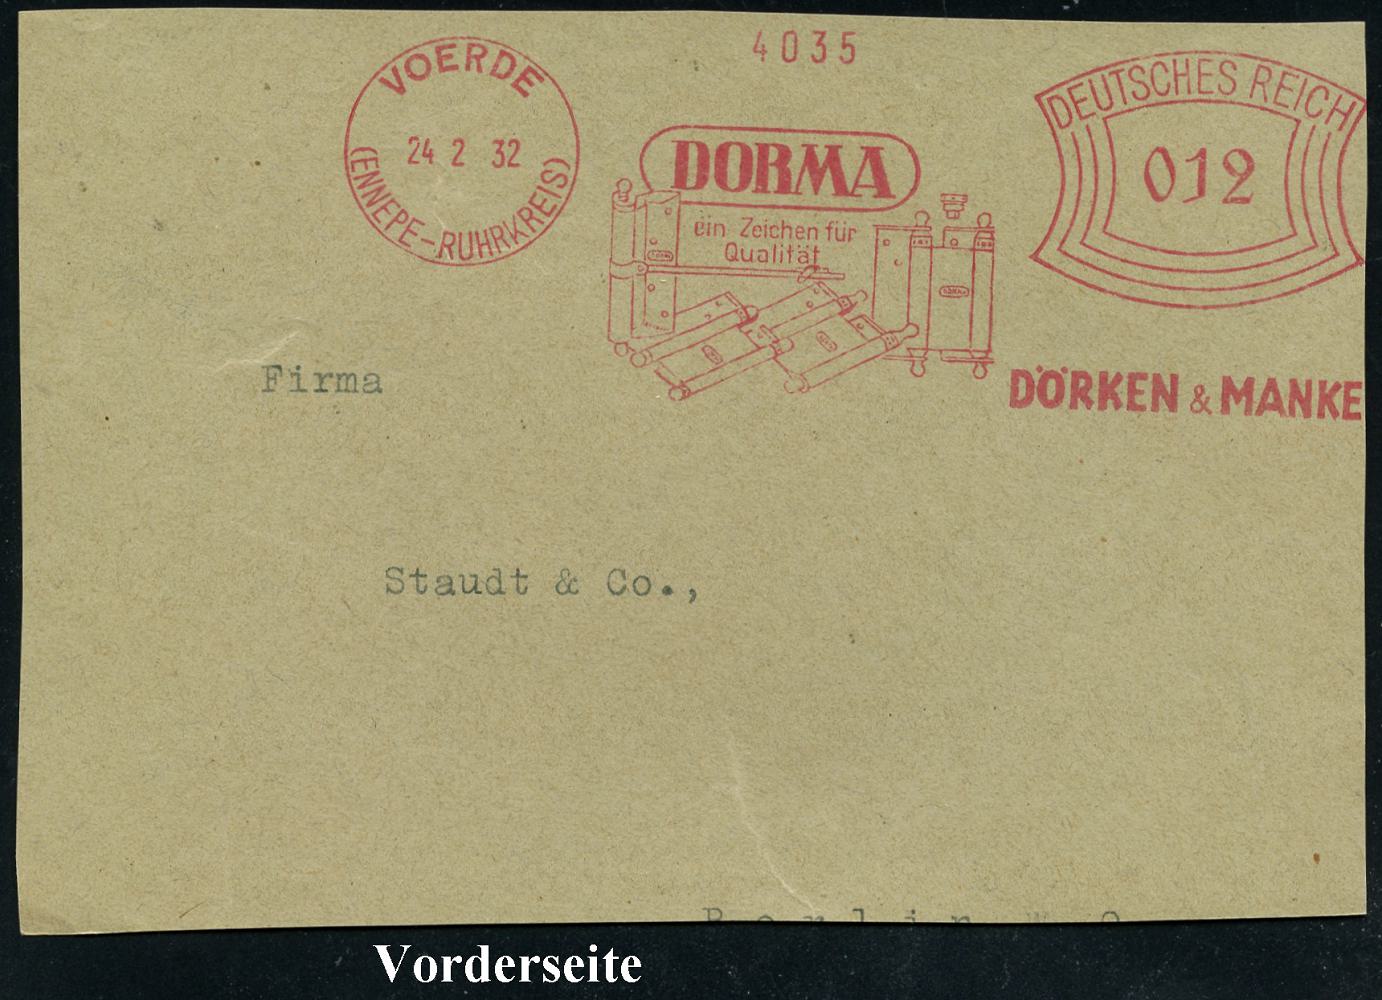 VOERDE
24 2 32
(ENNEPE-RUHRKREIS)
4035
DORMA
ein Zeichen für
Qualität
DEUTSCHES REICH
012
DÖRKEN & MANKE
Firma
Staudt & Co.,
Berlin
Vorderseite